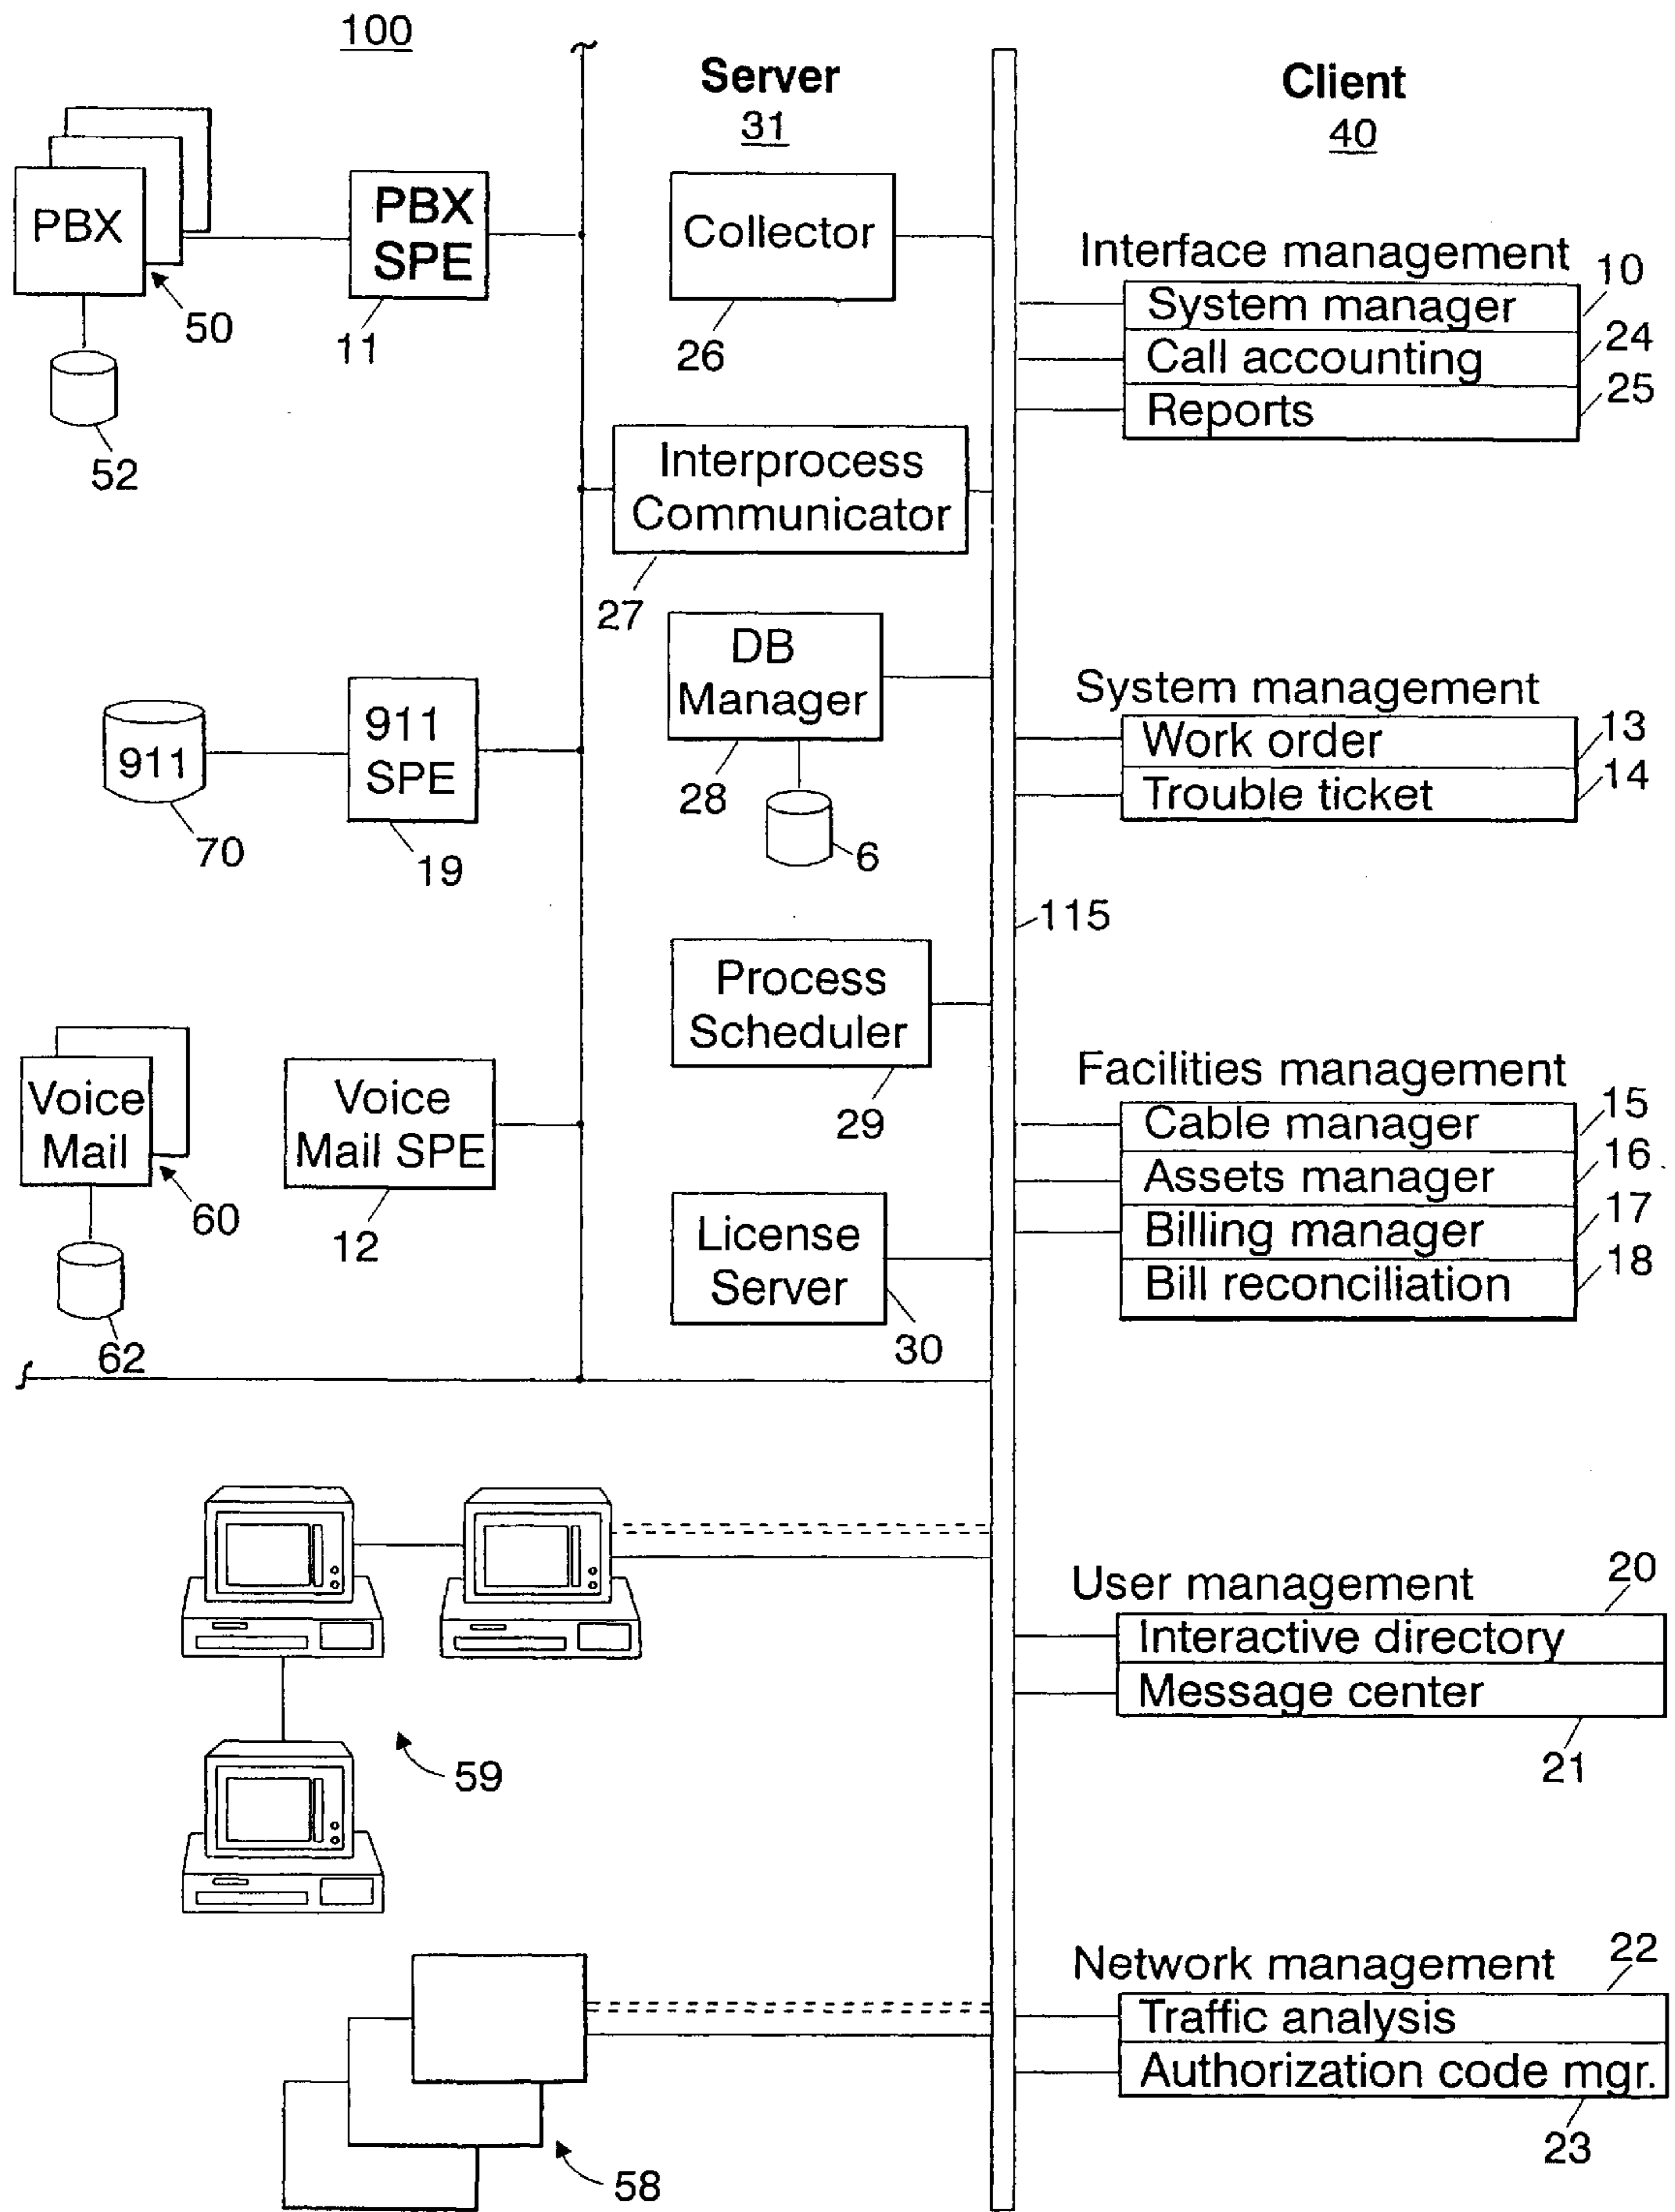 100
Server
31
Client
40
PBX
50
52
PBX
SPE
11
Collector
26
Interface management
System manager
10
Call accounting
24
Reports
25
Interprocess
Communicator
27
911
70
911
SPE
19
DB
Manager
28
6
System management
Work order
13
Trouble ticket
14
115
Voice
Mail
60
62
Voice
Mail SPE
12
Process
Scheduler
29
License
Server
30
Facilities management
Cable manager
15
Assets manager
16
Billing manager
17
Bill reconciliation
18
59
User management
20
Interactive directory
Message center
21
58
Network management
22
Traffic analysis
Authorization code mgr.
23